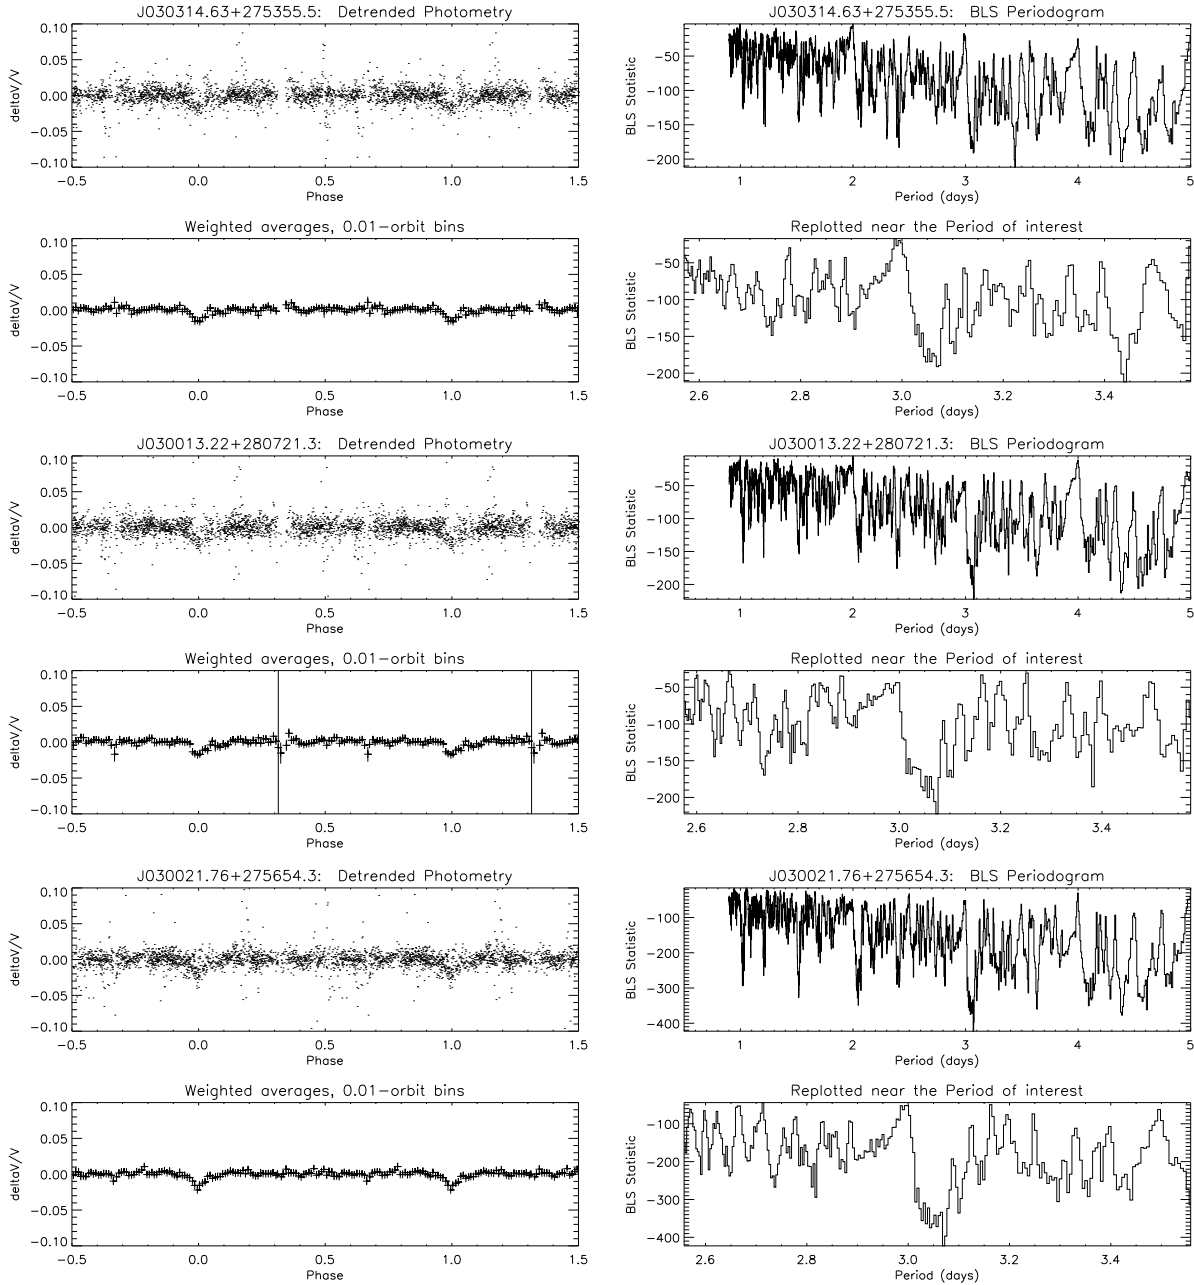 J030314.63+275355.5: Detrended Photometry
deltaV/V
0.10
0.05
0.00
−0.05
−0.10
−0.5 0.0 0.5 1.0 1.5
Phase
J030314.63+275355.5: BLS Periodogram
BLS Statistic
−50
−100
−150
−200
1 2 3 4 5
Period (days)
Weighted averages, 0.01−orbit bins
deltaV/V
0.10
0.05
0.00
−0.05
−0.10
−0.5 0.0 0.5 1.0 1.5
Phase
Replotted near the Period of interest
BLS Statistic
−50
−100
−150
−200
2.6 2.8 3.0 3.2 3.4
Period (days)
J030013.22+280721.3: Detrended Photometry
deltaV/V
0.10
0.05
0.00
−0.05
−0.10
−0.5 0.0 0.5 1.0 1.5
Phase
J030013.22+280721.3: BLS Periodogram
BLS Statistic
−50
−100
−150
−200
1 2 3 4 5
Period (days)
Weighted averages, 0.01−orbit bins
deltaV/V
0.10
0.05
0.00
−0.05
−0.10
−0.5 0.0 0.5 1.0 1.5
Phase
Replotted near the Period of interest
BLS Statistic
−50
−100
−150
−200
2.6 2.8 3.0 3.2 3.4
Period (days)
J030021.76+275654.3: Detrended Photometry
deltaV/V
0.10
0.05
0.00
−0.05
−0.10
−0.5 0.0 0.5 1.0 1.5
Phase
J030021.76+275654.3: BLS Periodogram
BLS Statistic
−100
−200
−300
−400
1 2 3 4 5
Period (days)
Weighted averages, 0.01−orbit bins
deltaV/V
0.10
0.05
0.00
−0.05
−0.10
−0.5 0.0 0.5 1.0 1.5
Phase
Replotted near the Period of interest
BLS Statistic
−100
−200
−300
−400
2.6 2.8 3.0 3.2 3.4
Period (days)